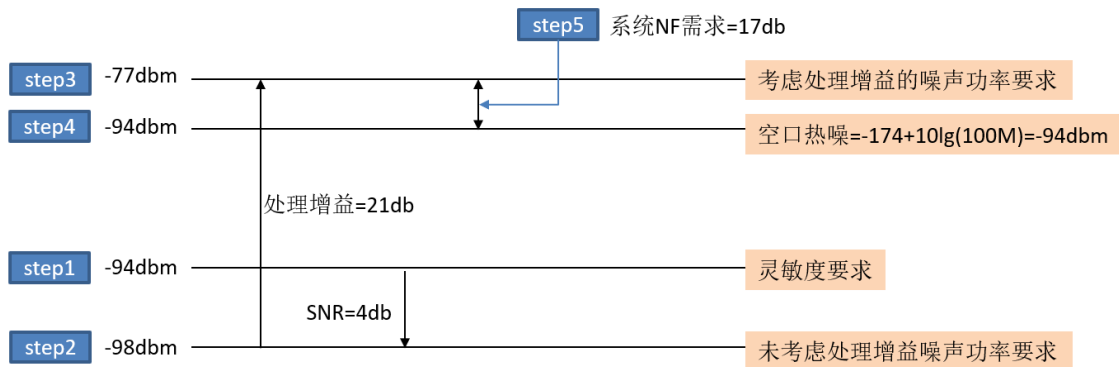 step5 系统NF需求=17db
step3 -77dbm 考虑处理增益的噪声功率要求
step4 -94dbm 空口热噪=-174+10lg(100M)=-94dbm
处理增益=21db
step1 -94dbm 灵敏度要求
SNR=4db
step2 -98dbm 未考虑处理增益噪声功率要求